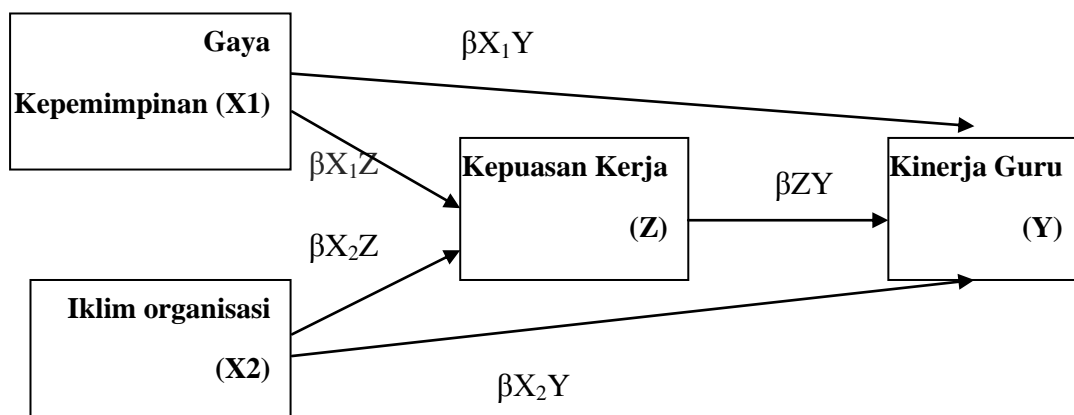 Gaya
Kepemimpinan (X1)
βX₁Y
βX₁Z
Kepuasan Kerja
(Z)
βZY
Kinerja Guru
(Y)
βX₂Z
Iklim organisasi
(X2)
βX₂Y